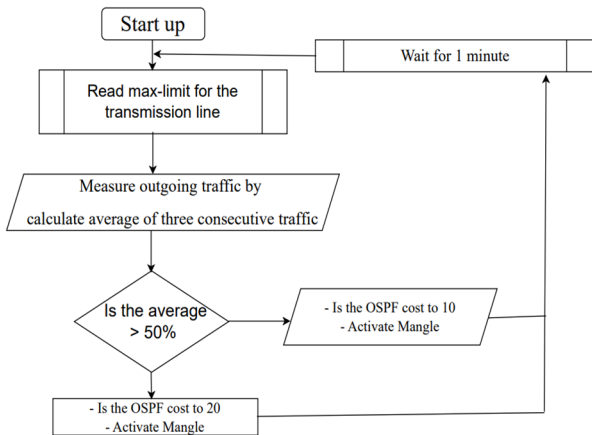 Start up
Wait for 1 minute
Read max-limit for the
transmission line
Measure outgoing traffic by
calculate average of three consecutive traffic
Is the average
> 50%
- Is the OSPF cost to 10
- Activate Mangle
- Is the OSPF cost to 20
- Activate Mangle